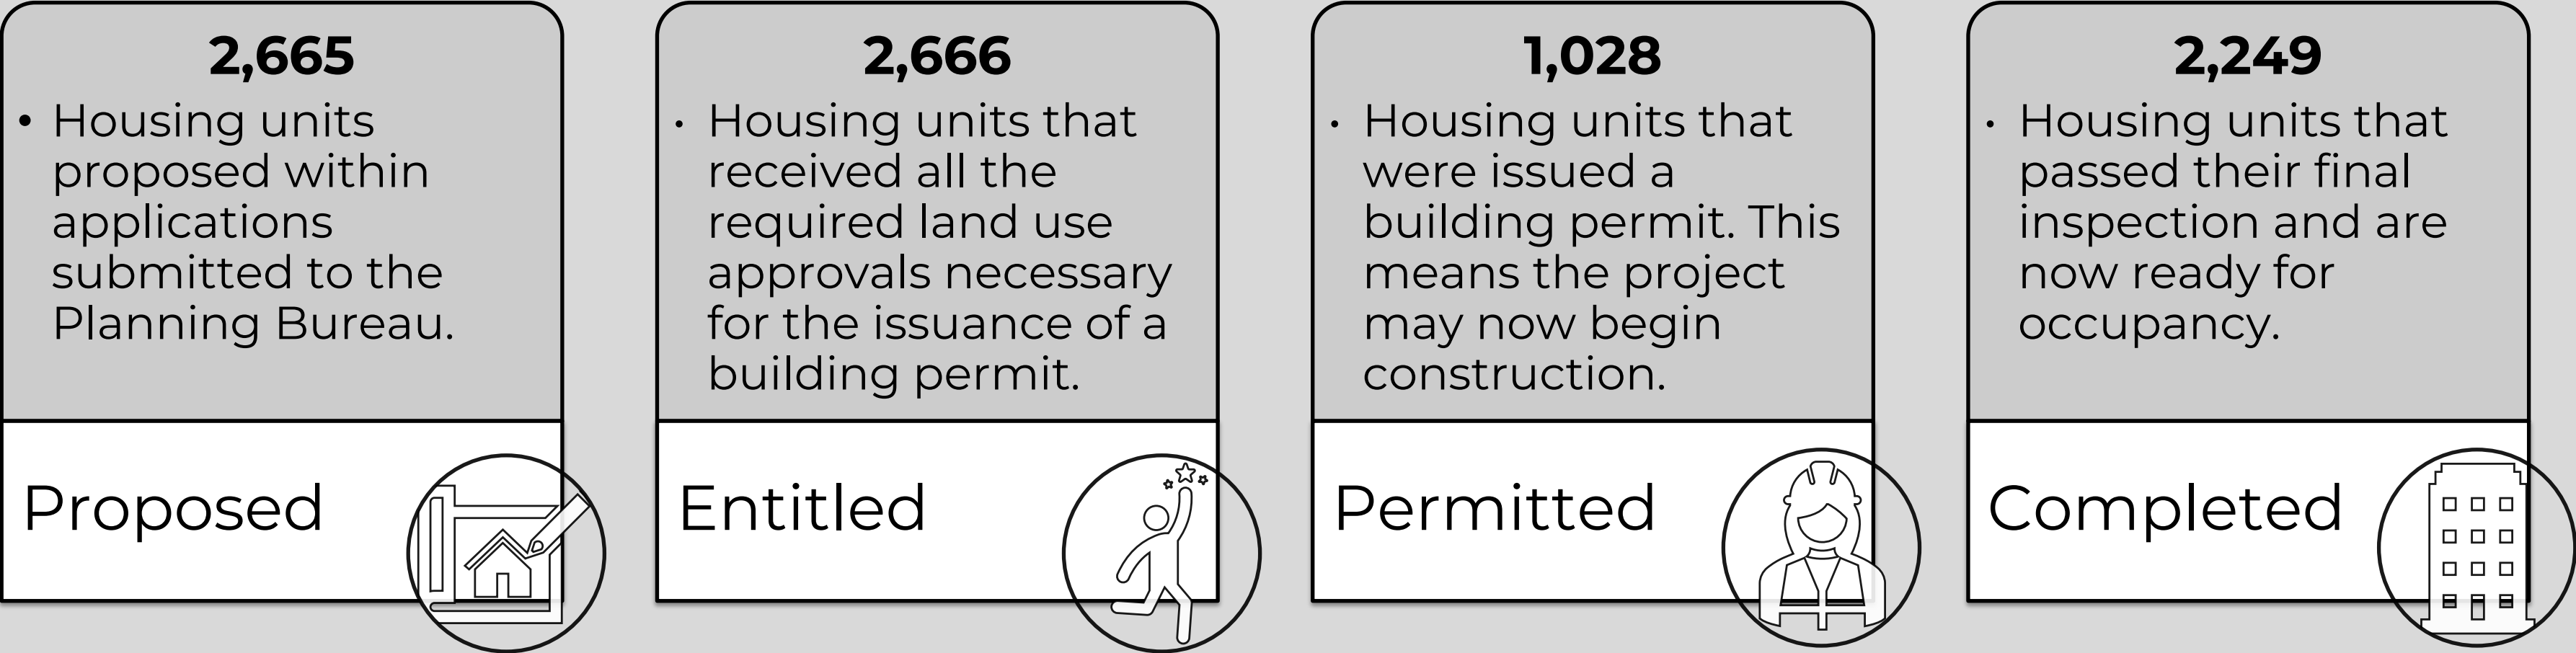 2,665
• Housing units
proposed within
applications
submitted to the
Planning Bureau.
Proposed
2,666
• Housing units that
received all the
required land use
approvals necessary
for the issuance of a
building permit.
Entitled
1,028
• Housing units that
were issued a
building permit. This
means the project
may now begin
construction.
Permitted
2,249
• Housing units that
passed their final
inspection and are
now ready for
occupancy.
Completed